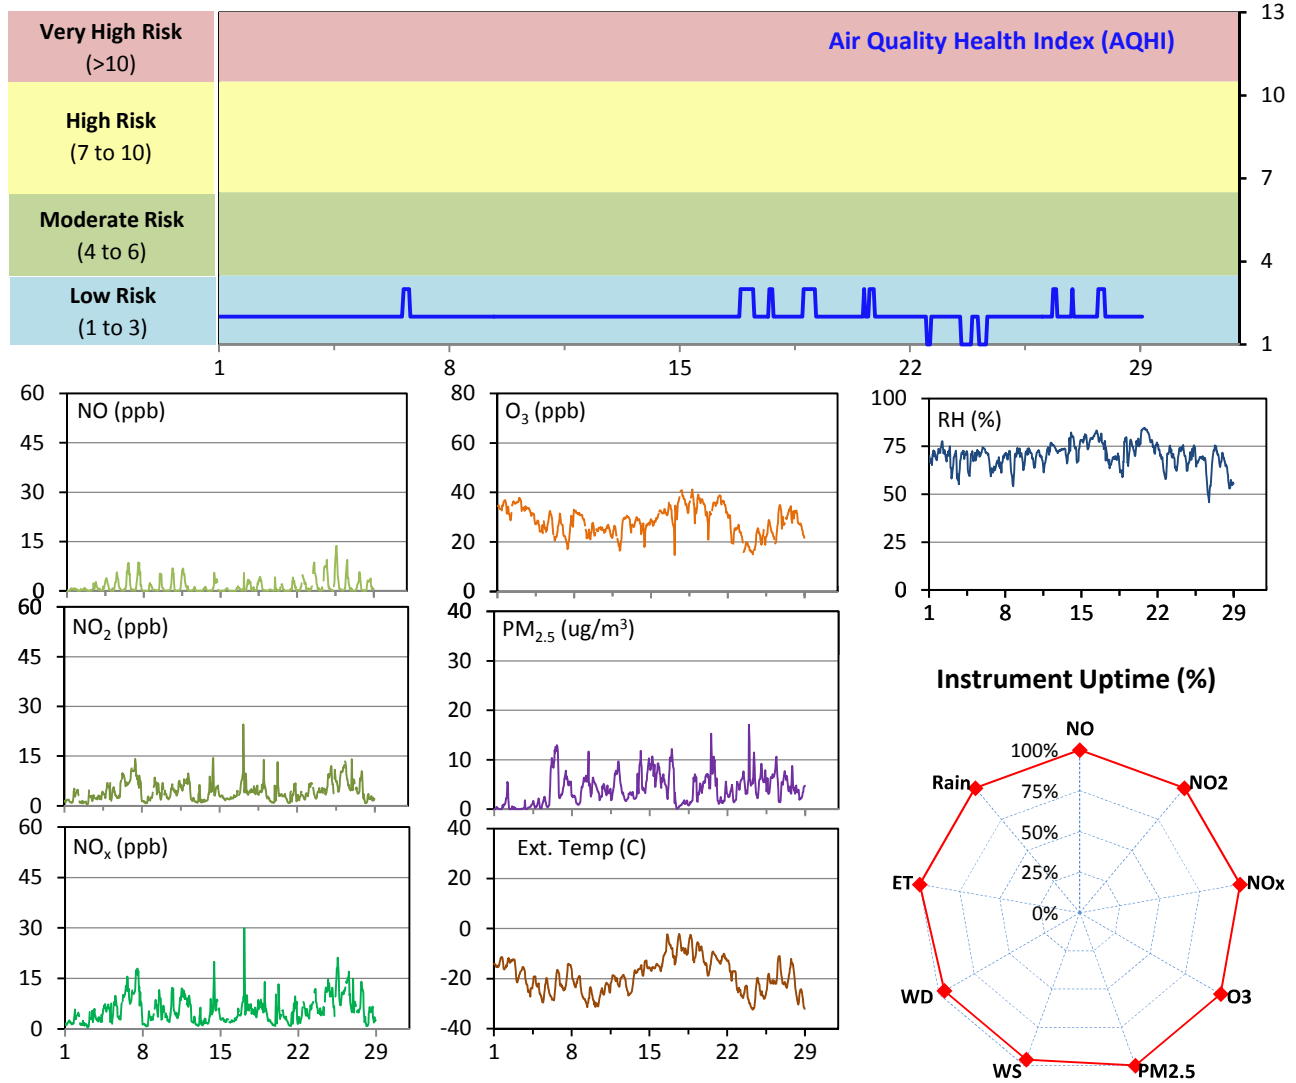 Very High Risk
(>10)
High Risk
(7 to 10)
Moderate Risk
(4 to 6)
Low Risk
(1 to 3)
Air Quality Health Index (AQHI)
13
10
7
4
1
1 8 15 22 29
NO (ppb)
60
45
30
15
0
O3 (ppb)
80
60
40
20
0
RH (%)
100
75
50
25
0
1 8 15 22 29
NO2 (ppb)
60
45
30
15
0
PM2.5 (ug/m3)
40
30
20
10
0
NOx (ppb)
60
45
30
15
0
1 8 15 22 29
Ext. Temp (C)
40
20
0
-20
-40
1 8 15 22 29
Instrument Uptime (%)
NO
NO2
NOx
O3
PM2.5
WS
WD
ET
Rain
100%
75%
50%
25%
0%